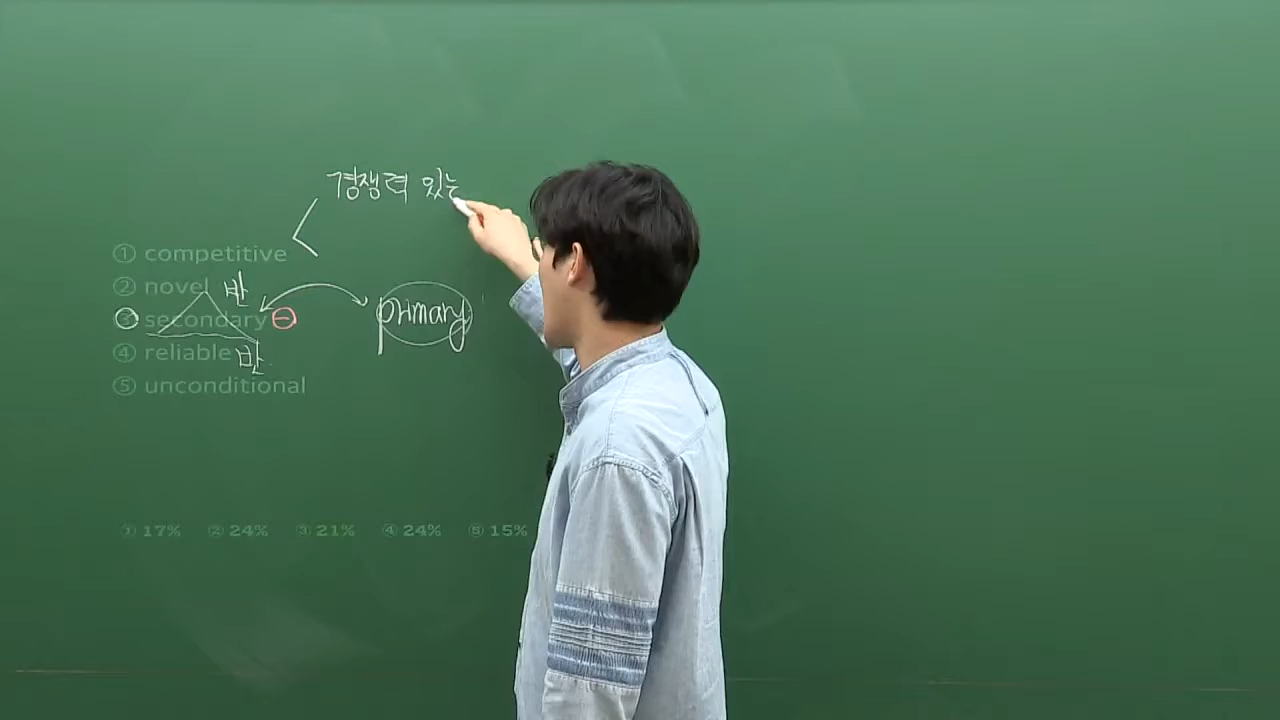 경쟁력 있는
① competitive
② novel 반
③ secondary ⊖ primary
④ reliable 반
⑤ unconditional
① 17% ② 24% ③ 21% ④ 24% ⑤ 15%